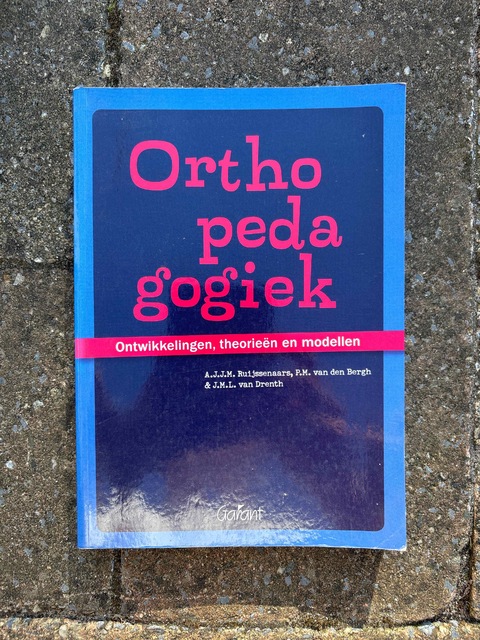 Ortho
peda
gogiek
Ontwikkelingen, theorieën en modellen
A.J.J.M. Ruijssenaars, P.M. van den Bergh
& J.M.L. van Drenth
Garant